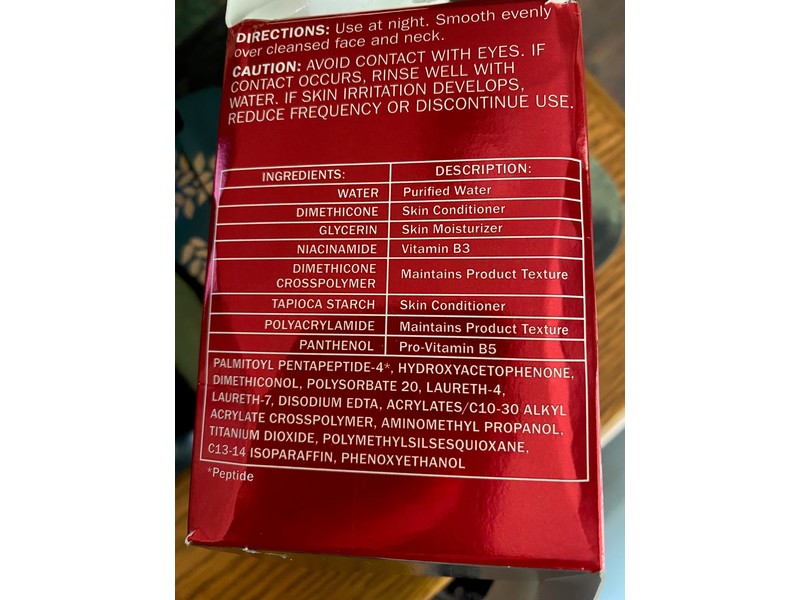 DIRECTIONS: Use at night. Smooth evenly
over cleansed face and neck.
CAUTION: AVOID CONTACT WITH EYES. IF
CONTACT OCCURS, RINSE WELL WITH
WATER. IF SKIN IRRITATION DEVELOPS,
REDUCE FREQUENCY OR DISCONTINUE USE.
INGREDIENTS: DESCRIPTION:
WATER Purified Water
DIMETHICONE Skin Conditioner
GLYCERIN Skin Moisturizer
NIACINAMIDE Vitamin B3
DIMETHICONE
CROSSPOLYMER Maintains Product Texture
TAPIOCA STARCH Skin Conditioner
POLYACRYLAMIDE Maintains Product Texture
PANTHENOL Pro-Vitamin B5
PALMITOYL PENTAPEPTIDE-4*, HYDROXYACETOPHENONE,
DIMETHICONOL, POLYSORBATE 20, LAURETH-4,
LAURETH-7, DISODIUM EDTA, ACRYLATES/C10-30 ALKYL
ACRYLATE CROSSPOLYMER, AMINOMETHYL PROPANOL,
TITANIUM DIOXIDE, POLYMETHYLSILSESQUIOXANE,
C13-14 ISOPARAFFIN, PHENOXYETHANOL
*Peptide